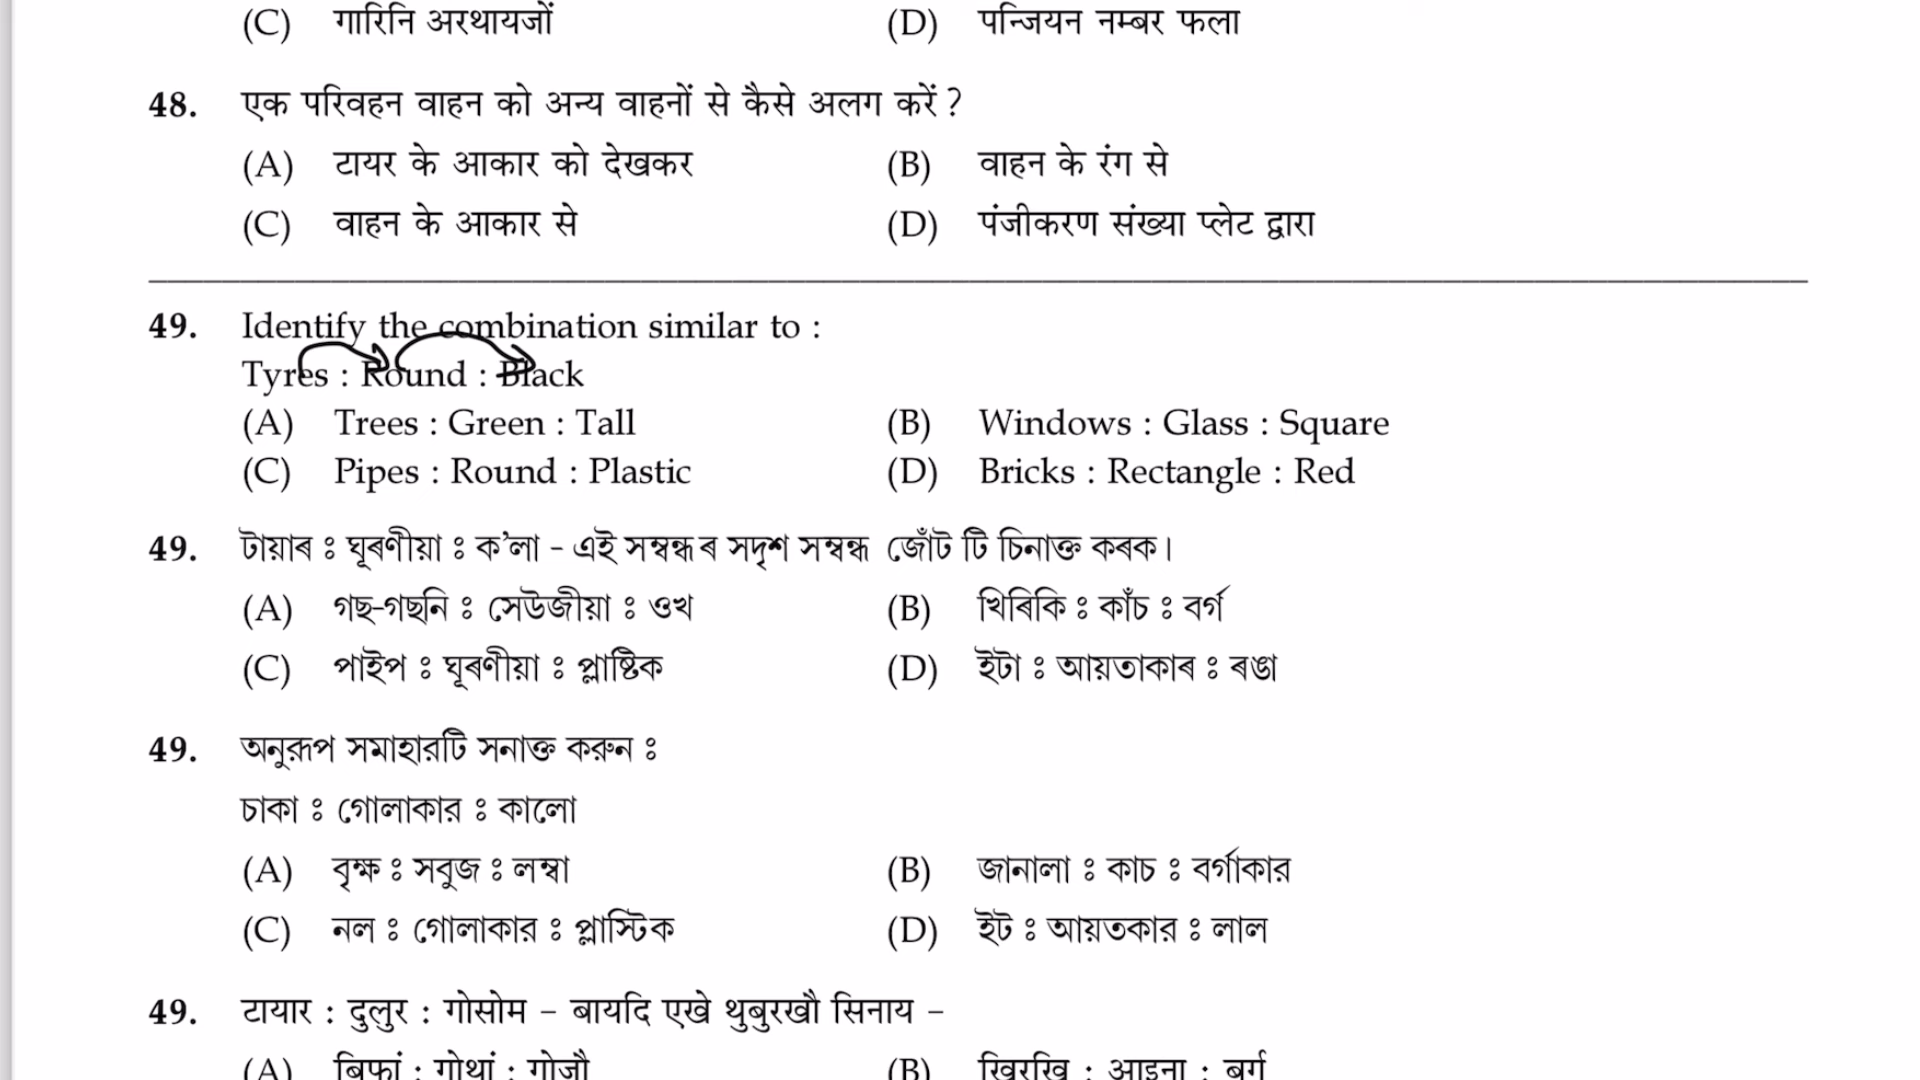 (C) गारिनि अरथायजों (D) पन्जियन नम्बर फला
48. एक परिवहन वाहन को अन्य वाहनों से कैसे अलग करें ?
(A) टायर के आकार को देखकर (B) वाहन के रंग से
(C) वाहन के आकार से (D) पंजीकरण संख्या प्लेट द्वारा
49. Identify the combination similar to :
Tyres : Round : Black
(A) Trees : Green : Tall (B) Windows : Glass : Square
(C) Pipes : Round : Plastic (D) Bricks : Rectangle : Red
49. টায়াৰ ঃ ঘূৰণীয়া ঃ ক’লা - এই সম্বন্ধৰ সদৃশ সম্বন্ধ জোঁট টি চিনাক্ত কৰক।
(A) গছ-গছনি ঃ সেউজীয়া ঃ ওখ (B) খিৰিকি ঃ কাঁচ ঃ বৰ্গ
(C) পাইপ ঃ ঘূৰণীয়া ঃ প্লাষ্টিক (D) ইটা ঃ আয়তাকাৰ ঃ ৰঙা
49. অনুরূপ সমাহারটি সনাক্ত করুন ঃ
চাকা ঃ গোলাকার ঃ কালো
(A) বৃক্ষ ঃ সবুজ ঃ লম্বা (B) জানালা ঃ কাচ ঃ বর্গাকার
(C) নল ঃ গোলাকার ঃ প্লাস্টিক (D) ইট ঃ আয়তকার ঃ লাল
49. टायार : दुलुर : गोसोम – बायदि एखे थुबुरखौ सिनाय –
(A) बिफां : गोथां : गोजौ (B) खिरखि : आइना : बर्ग